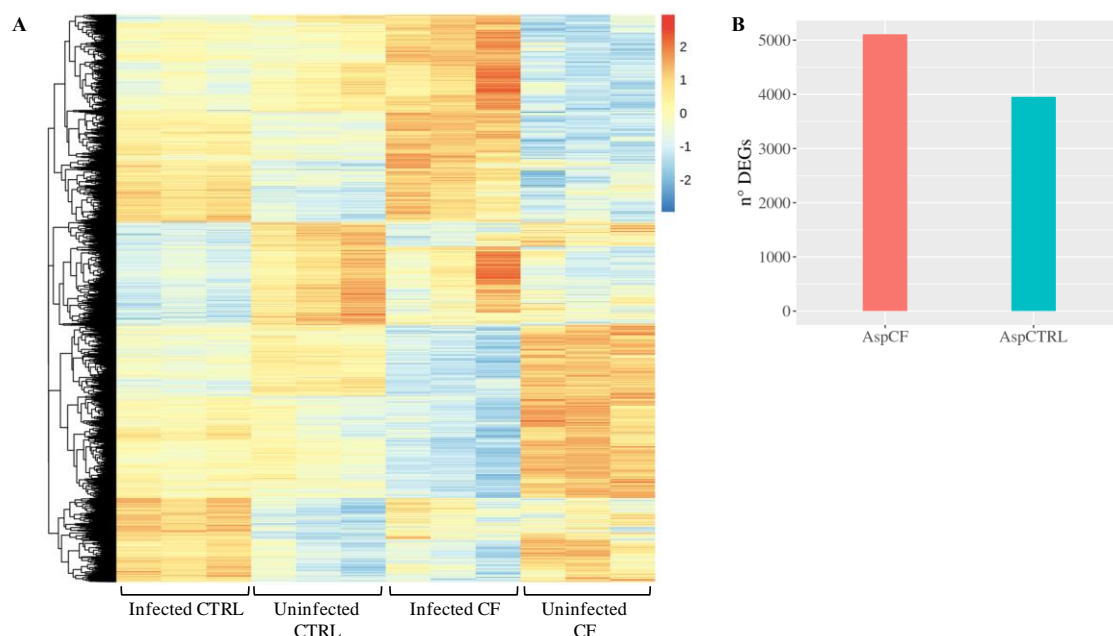 A
2
1
0
-1
-2
Infected CTRL
Uninfected
CTRL
Infected CF
Uninfected
CF
B
5000
4000
3000
2000
1000
0
n° DEGs
AspCF
AspCTRL